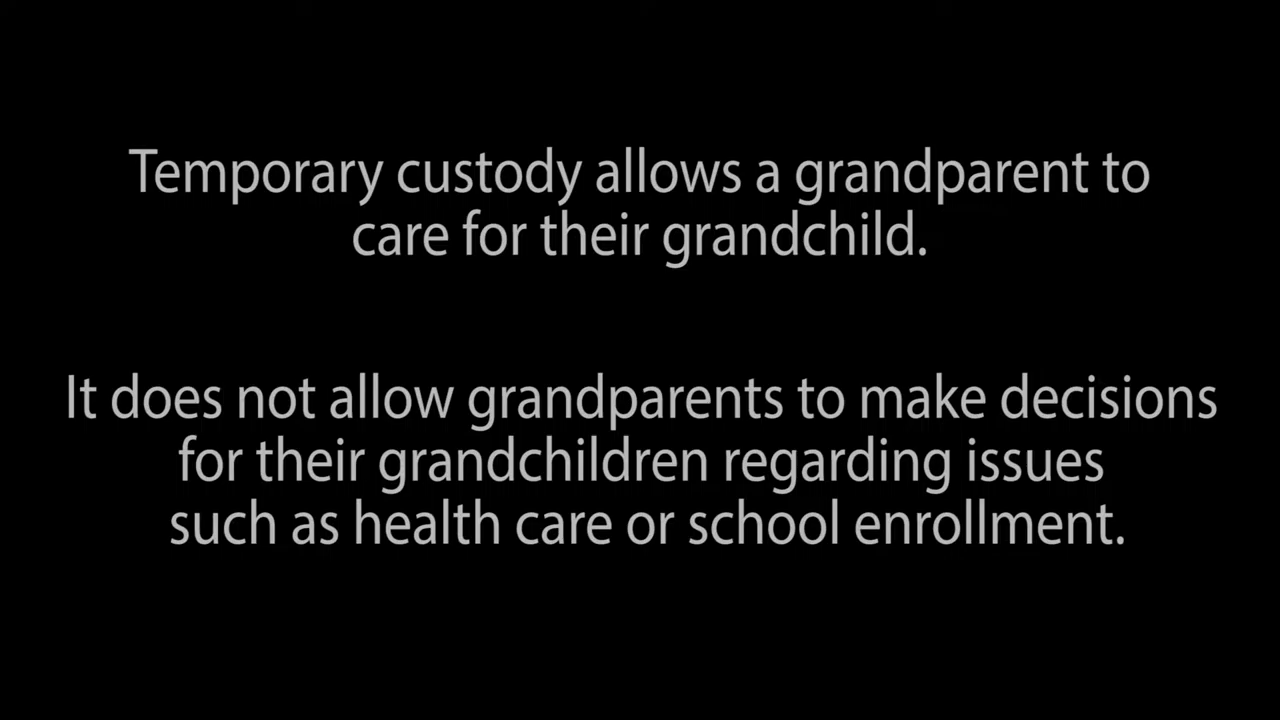 Temporary custody allows a grandparent to
care for their grandchild.
It does not allow grandparents to make decisions
for their grandchildren regarding issues
such as health care or school enrollment.